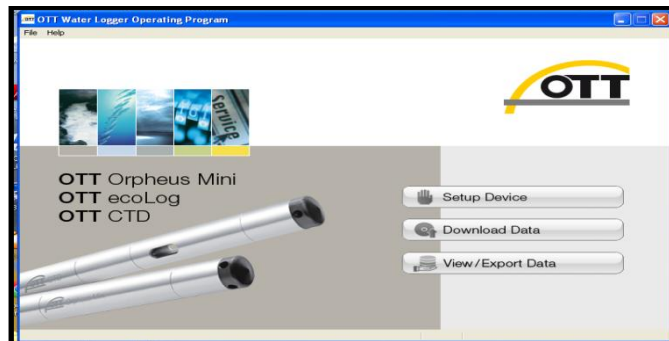 OTT Water Logger Operating Program
File Help
OTT
Service
OTT Orpheus Mini
OTT ecoLog
OTT CTD
Setup Device
Download Data
View/Export Data